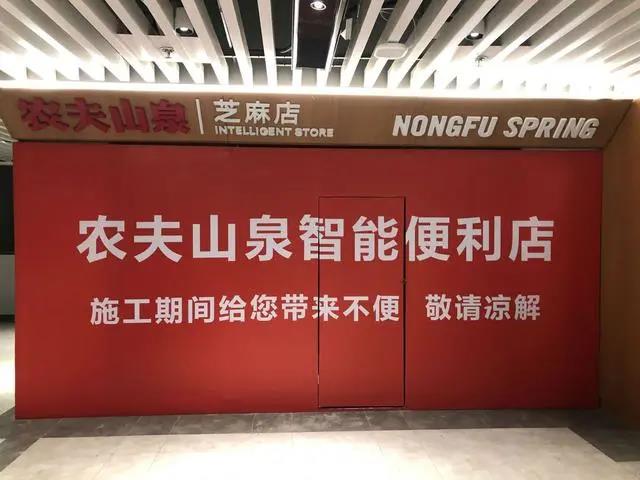 农夫山泉 芝麻店 NONGFU SPRING
INTELLIGENT STORE
农夫山泉智能便利店
施工期间给您带来不便 敬请凉解